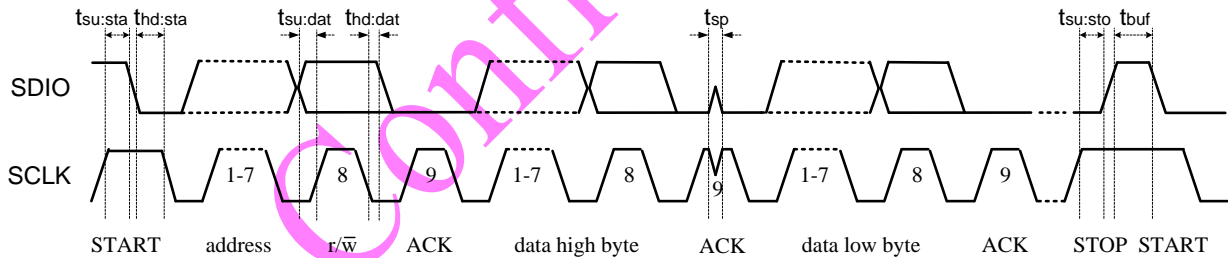 tsu:sta thd:sta tsu:dat thd:dat tsp tsu:sto tbuf
SDIO
SCLK 1-7 8 9 1-7 8 9 1-7 8 9
START address r/w̅ ACK data high byte ACK data low byte ACK STOP START
Conf